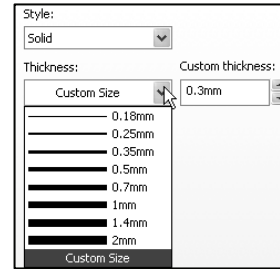 Style:
Solid
Thickness:
Custom thickness:
Custom Size
0.3mm
0.18mm
0.25mm
0.35mm
0.5mm
0.7mm
1mm
1.4mm
2mm
Custom Size